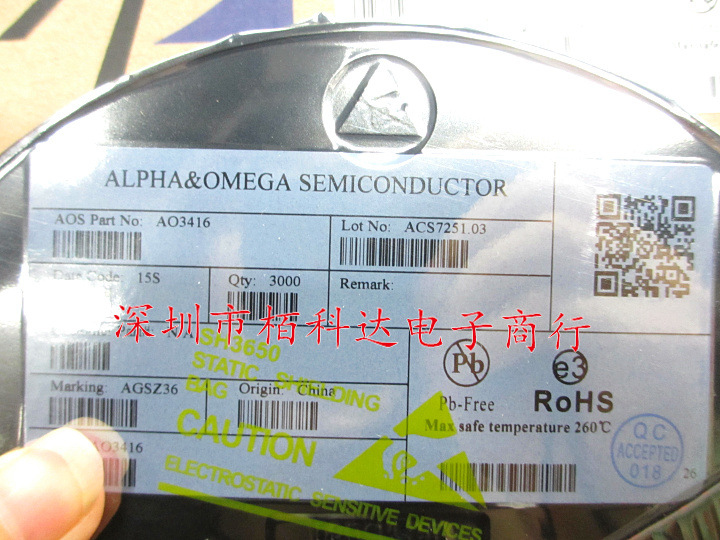 ALPHA&OMEGA SEMICONDUCTOR
AOS Part No: AO3416
Lot No: ACS7251.03
Date Code: 15S
Qty: 3000
Remark:
深圳市栢科达电子商行
N/A
SH3650
STATIC SHIELDING
BAG
Marking: AGSZ36
Origin: China
CAUTION
AO3416
ELECTROSTATIC SENSITIVE DEVICES
Pb
Pb-Free
e3
RoHS
Max safe temperature 260℃
QC
ACCEPTED
018
26